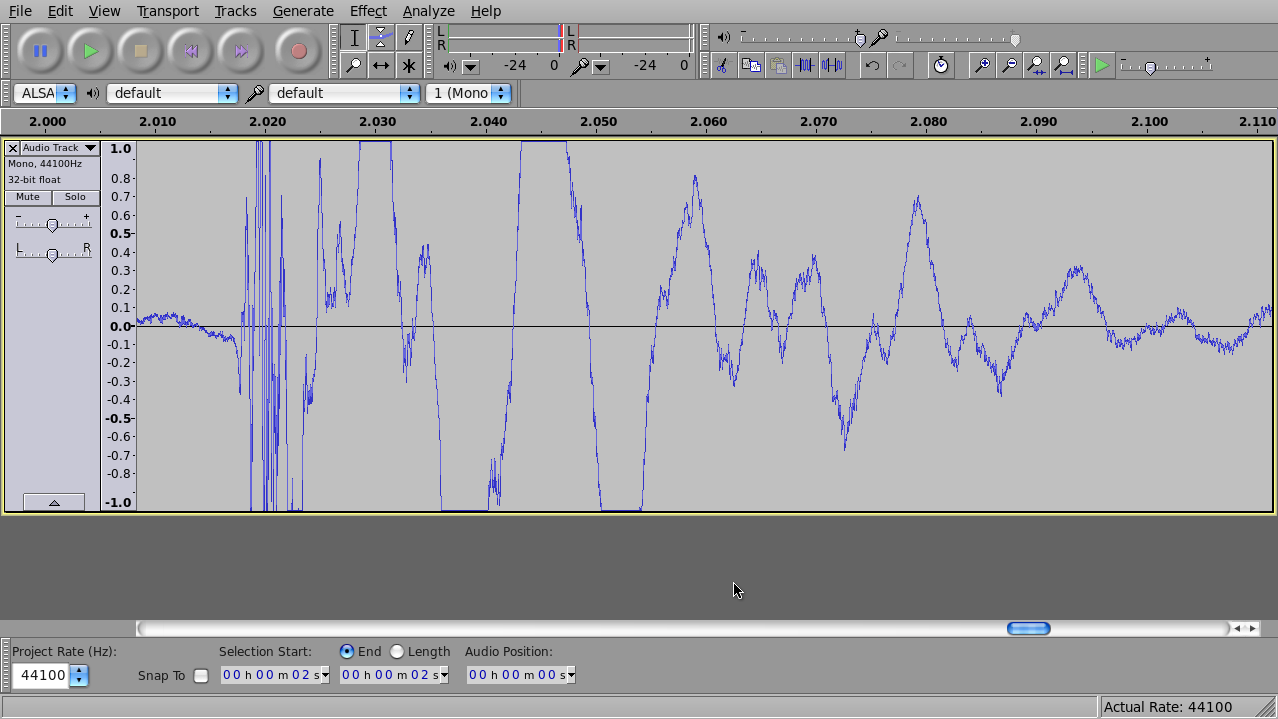 File Edit View Transport Tracks Generate Effect Analyze Help
L R -24 0 L R -24 0
ALSA default default 1 (Mono
2.000 2.010 2.020 2.030 2.040 2.050 2.060 2.070 2.080 2.090 2.100 2.110
Audio Track
Mono, 44100Hz
32-bit float
Mute Solo
- +
L R
1.0
0.8
0.7
0.6
0.5
0.4
0.3
0.2
0.1
0.0
-0.1
-0.2
-0.3
-0.4
-0.5
-0.6
-0.7
-0.8
-1.0
Project Rate (Hz): Selection Start: End Length Audio Position:
44100 Snap To 00 h 00 m 02 s 00 h 00 m 02 s 00 h 00 m 00 s
Actual Rate: 44100